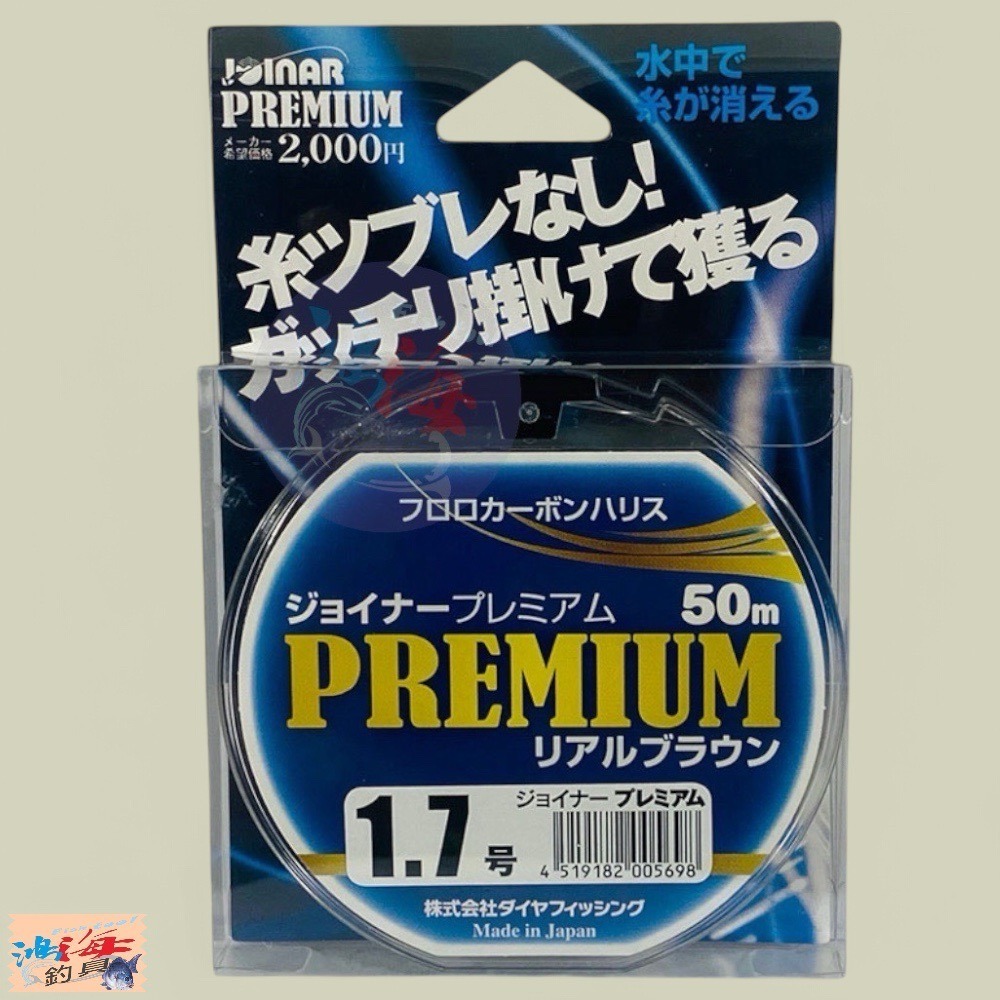 JOINAR
PREMIUM
メーカー
希望価格 2,000円
水中で
糸が消える
糸ツブレなし!
ガッチリ掛けて獲る
フロロカーボンハリス
ジョイナープレミアム 50m
PREMIUM
リアルブラウン
1.7号
ジョイナー プレミアム
4 519182 005698
株式会社ダイヤフィッシング
Made in Japan
海
釣具